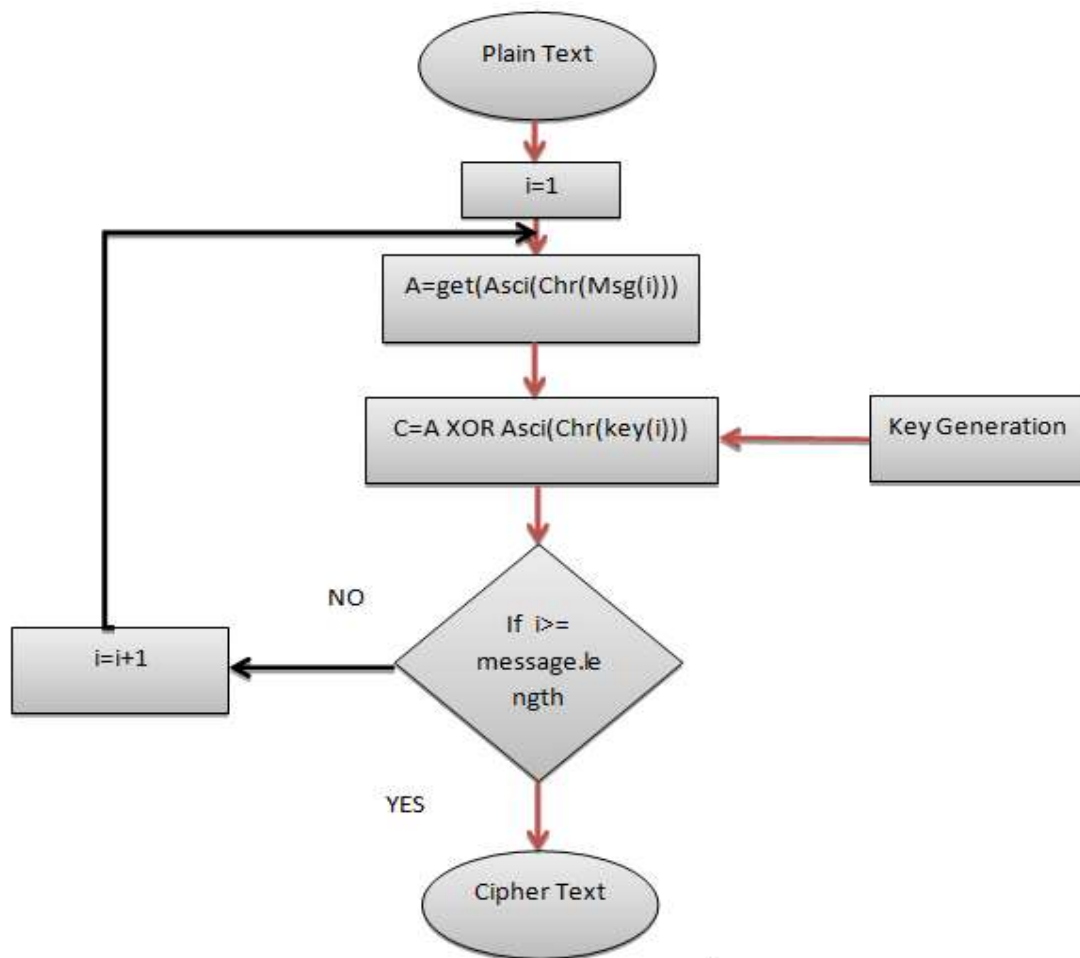 Plain Text
i=1
A=get(Asci(Chr(Msg(i)))
C=A XOR Asci(Chr(key(i)))
Key Generation
NO
If i>=
message.le
ngth
i=i+1
YES
Cipher Text